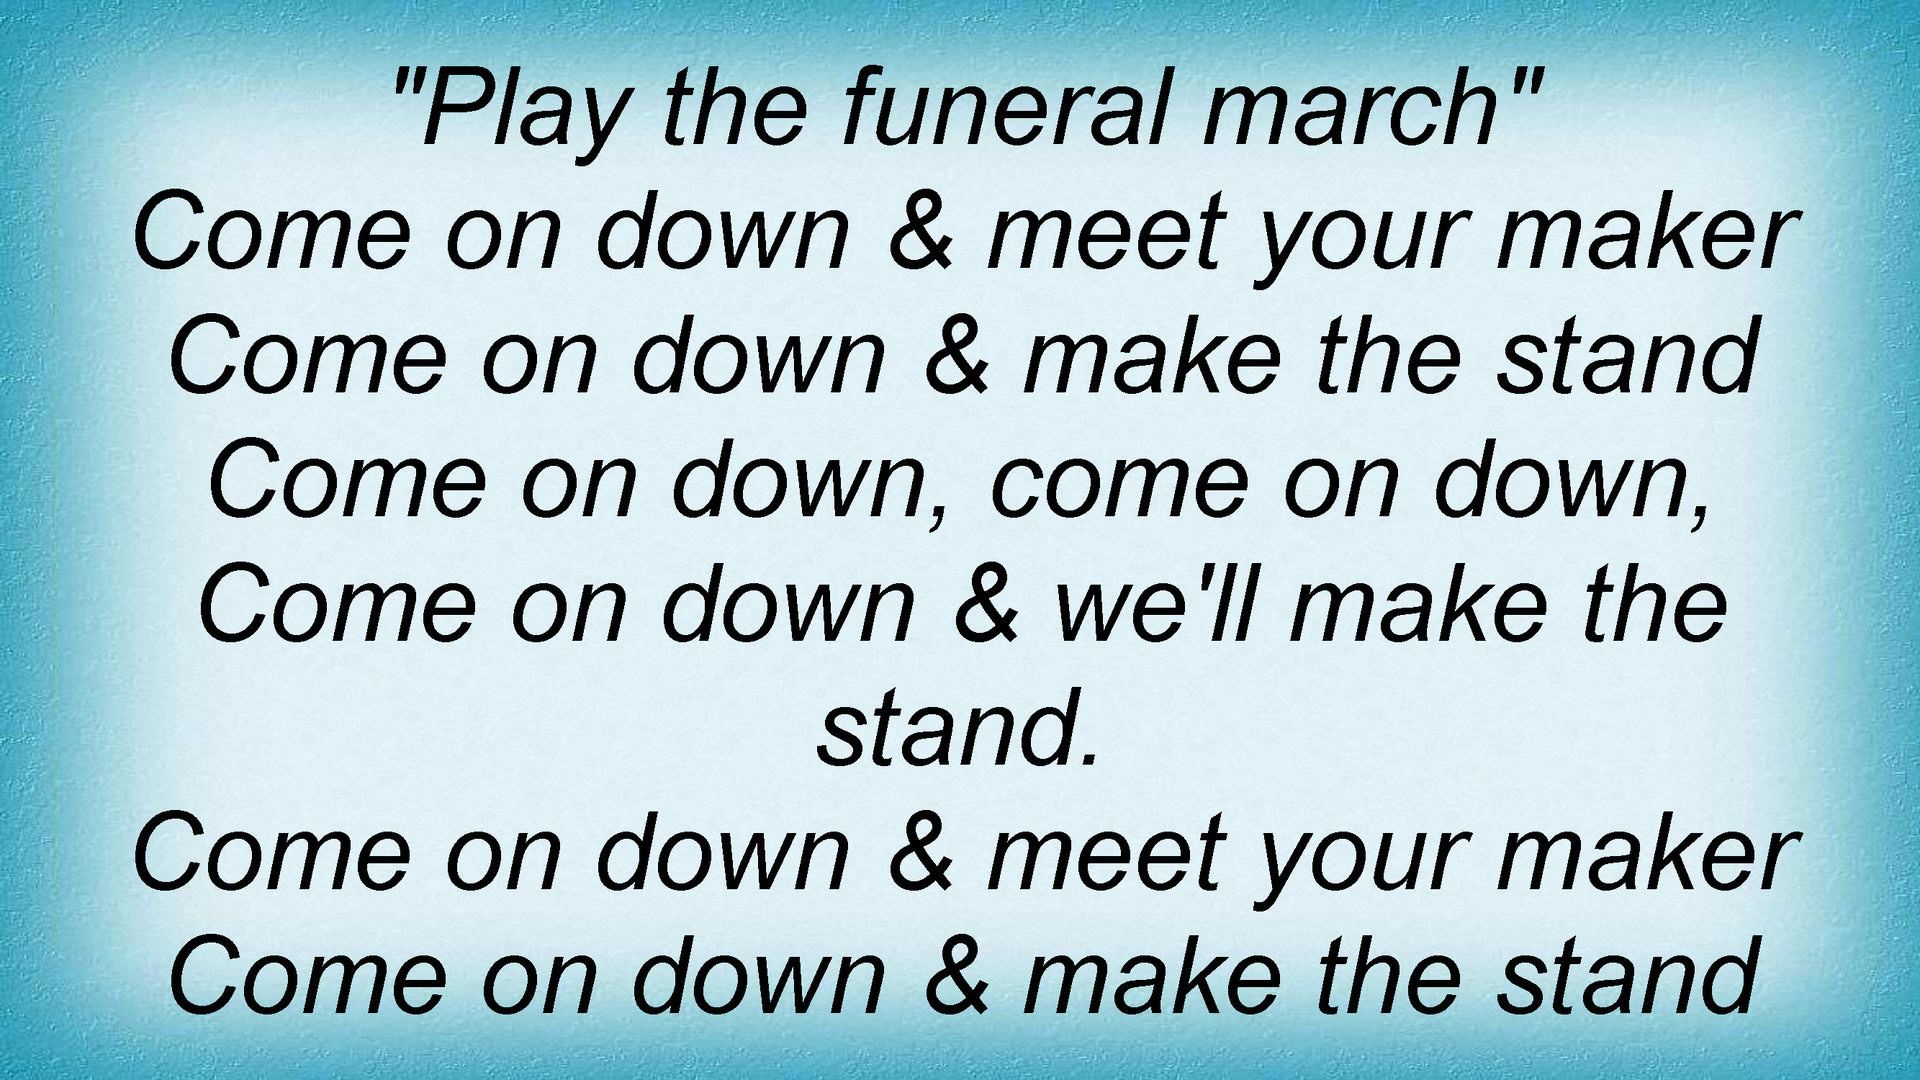 "Play the funeral march"
Come on down & meet your maker
Come on down & make the stand
Come on down, come on down,
Come on down & we'll make the
stand.
Come on down & meet your maker
Come on down & make the stand